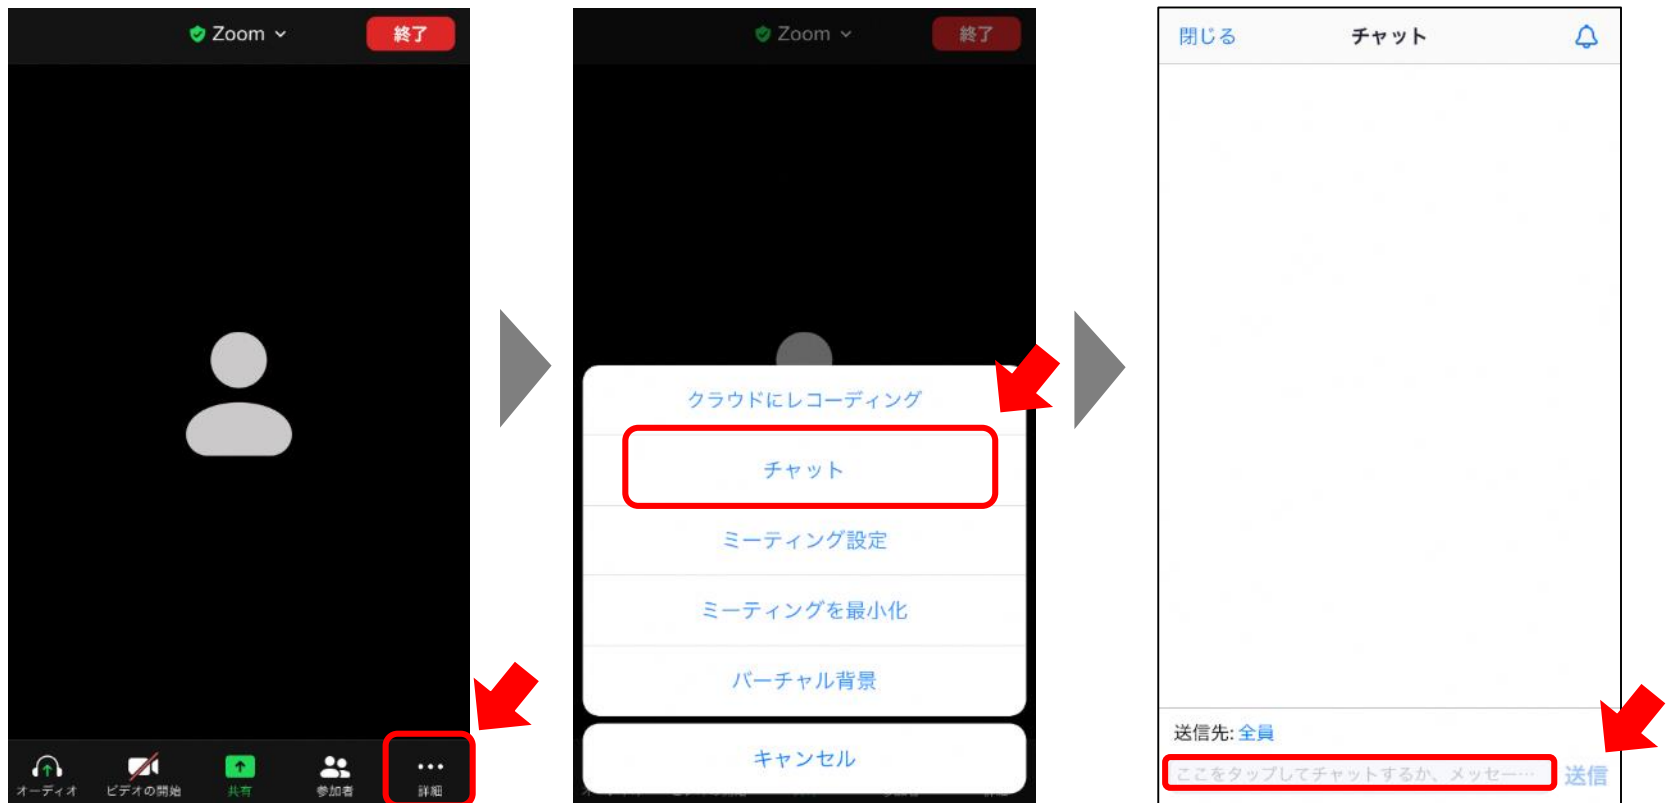 Zoom
終了
オーディオ
ビデオの開始
共有
参加者
詳細
Zoom
終了
クラウドにレコーディング
チャット
ミーティング設定
ミーティングを最小化
バーチャル背景
キャンセル
閉じる
チャット
送信先: 全員
ここをタップしてチャットするか、メッセー…
送信